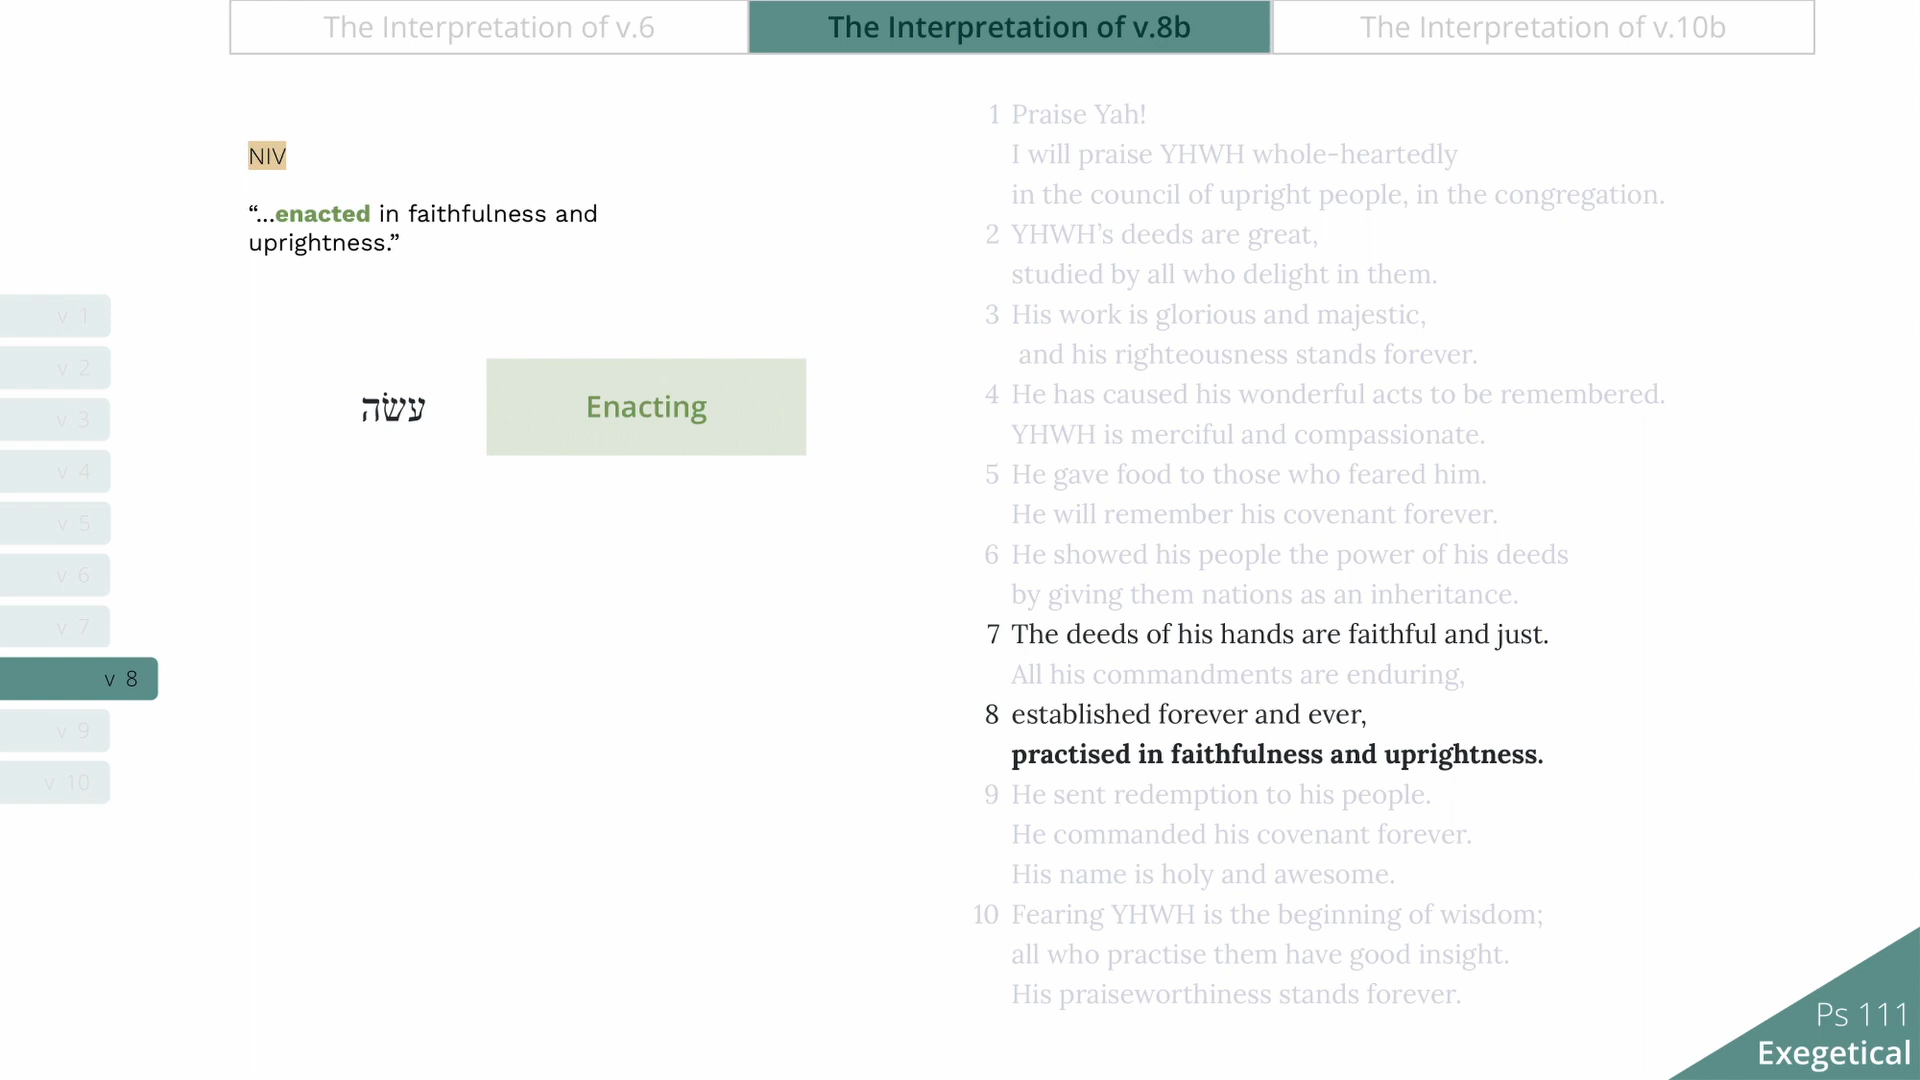 The Interpretation of v.6
The Interpretation of v.8b
The Interpretation of v.10b
NIV
“...enacted in faithfulness and
uprightness.”
עשֹׂה
Enacting
v 1
v 2
v 3
v 4
v 5
v 6
v 7
v 8
v 9
v 10
1 Praise Yah!
I will praise YHWH whole-heartedly
in the council of upright people, in the congregation.
2 YHWH’s deeds are great,
studied by all who delight in them.
3 His work is glorious and majestic,
and his righteousness stands forever.
4 He has caused his wonderful acts to be remembered.
YHWH is merciful and compassionate.
5 He gave food to those who feared him.
He will remember his covenant forever.
6 He showed his people the power of his deeds
by giving them nations as an inheritance.
7 The deeds of his hands are faithful and just.
All his commandments are enduring,
8 established forever and ever,
practised in faithfulness and uprightness.
9 He sent redemption to his people.
He commanded his covenant forever.
His name is holy and awesome.
10 Fearing YHWH is the beginning of wisdom;
all who practise them have good insight.
His praiseworthiness stands forever.
Ps 111
Exegetical